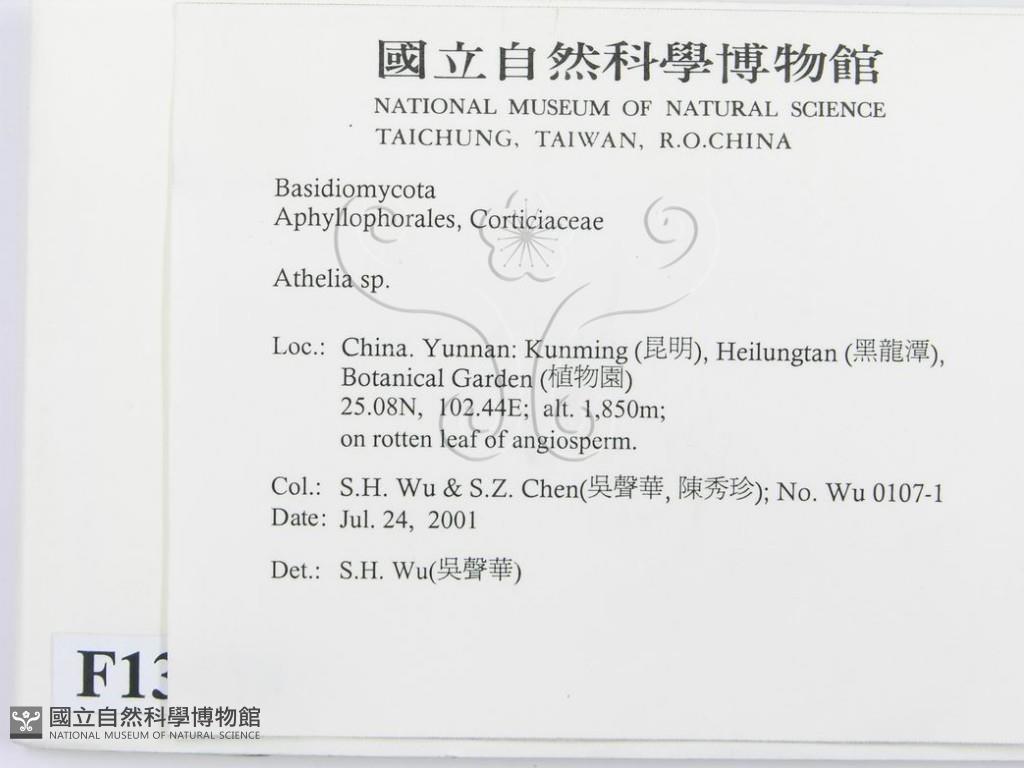 國立自然科學博物館
NATIONAL MUSEUM OF NATURAL SCIENCE
TAICHUNG, TAIWAN, R.O.CHINA
Basidiomycota
Aphyllophorales, Corticiaceae
Athelia sp.
Loc.: China. Yunnan: Kunming (昆明), Heilungtan (黑龍潭),
Botanical Garden (植物園)
25.08N, 102.44E; alt. 1,850m;
on rotten leaf of angiosperm.
Col.: S.H. Wu & S.Z. Chen(吳聲華, 陳秀珍); No. Wu 0107-1
Date: Jul. 24, 2001
Det.: S.H. Wu(吳聲華)
F13
國立自然科學博物館
NATIONAL MUSEUM OF NATURAL SCIENCE